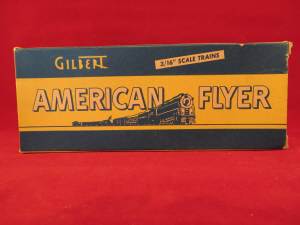 GILBERT
3/16" SCALE TRAINS
AMERICAN FLYER